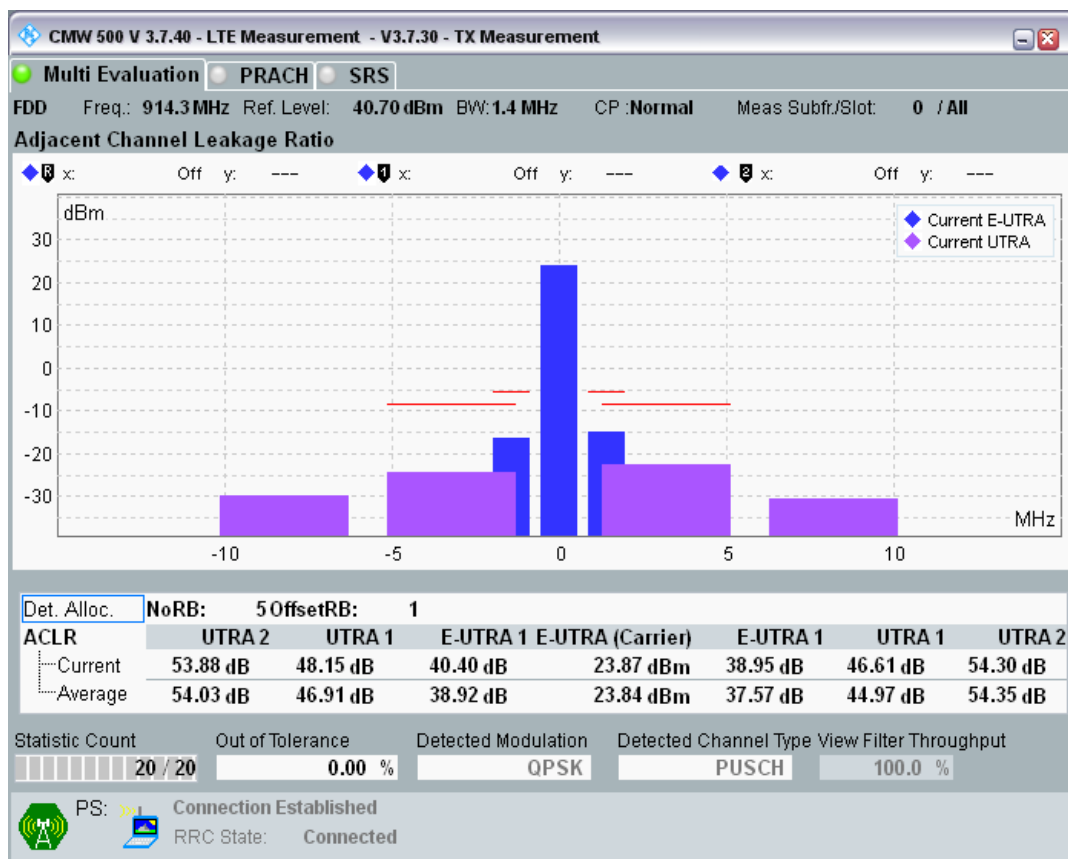 CMW 500 V 3.7.40 - LTE Measurement - V3.7.30 - TX Measurement
Multi Evaluation PRACH SRS
FDD Freq.: 914.3 MHz Ref. Level: 40.70 dBm BW:1.4 MHz CP :Normal Meas Subfr./Slot: 0 / All
Adjacent Channel Leakage Ratio
R x: Off y: --- 1 x: Off y: --- 2 x: Off y: ---
dBm
Current E-UTRA
Current UTRA
30
20
10
0
-10
-20
-30
MHz
-10 -5 0 5 10
Det. Alloc. NoRB: 5 OffsetRB: 1
ACLR UTRA 2 UTRA 1 E-UTRA 1 E-UTRA (Carrier) E-UTRA 1 UTRA 1 UTRA 2
Current 53.88 dB 48.15 dB 40.40 dB 23.87 dBm 38.95 dB 46.61 dB 54.30 dB
Average 54.03 dB 46.91 dB 38.92 dB 23.84 dBm 37.57 dB 44.97 dB 54.35 dB
Statistic Count Out of Tolerance Detected Modulation Detected Channel Type View Filter Throughput
20 / 20 0.00 % QPSK PUSCH 100.0 %
PS: Connection Established
RRC State: Connected